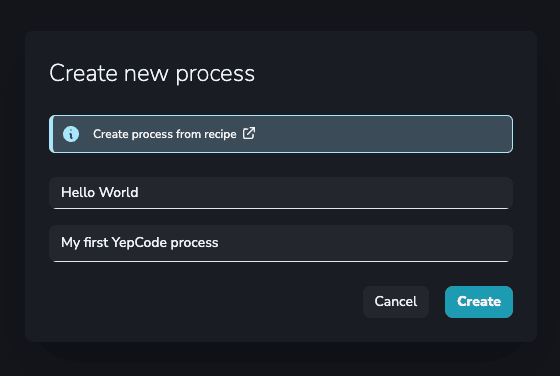 Create new process
Create process from recipe
Hello World
My first YepCode process
Cancel
Create